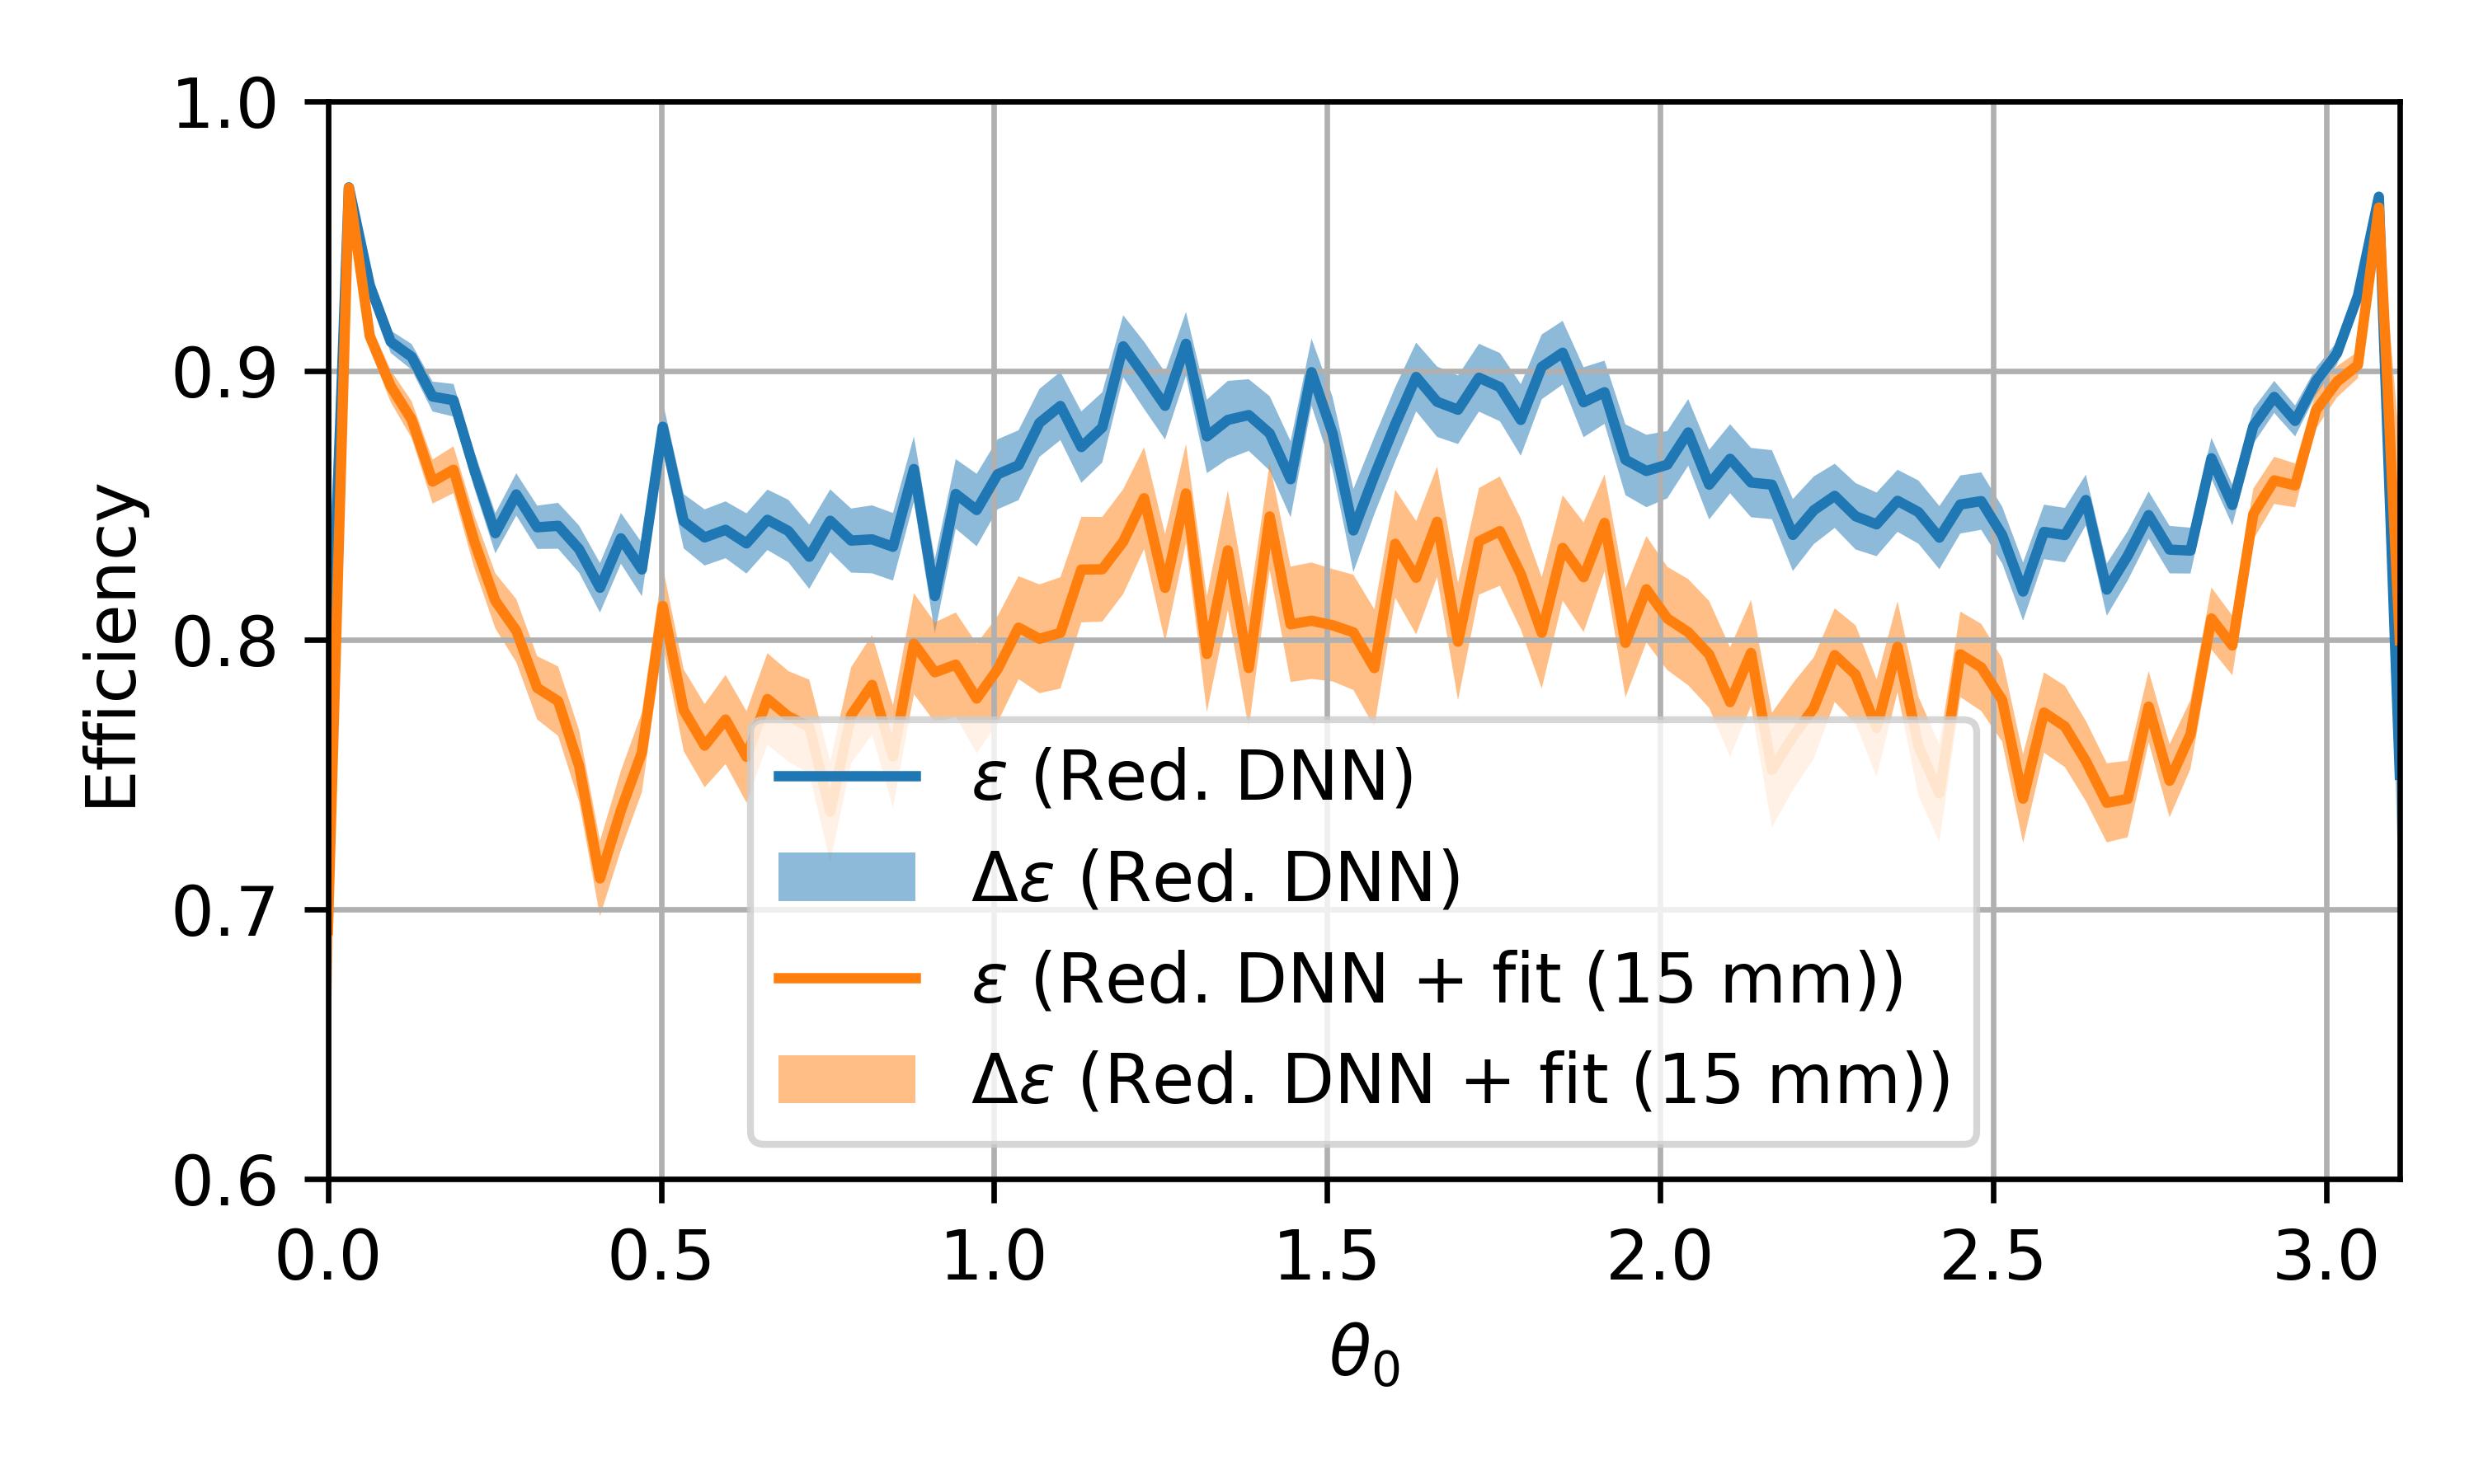 1.0
0.9
0.8
0.7
0.6
Efficiency
ε (Red. DNN)
Δε (Red. DNN)
ε (Red. DNN + fit (15 mm))
Δε (Red. DNN + fit (15 mm))
0.0 0.5 1.0 1.5 2.0 2.5 3.0
θ₀